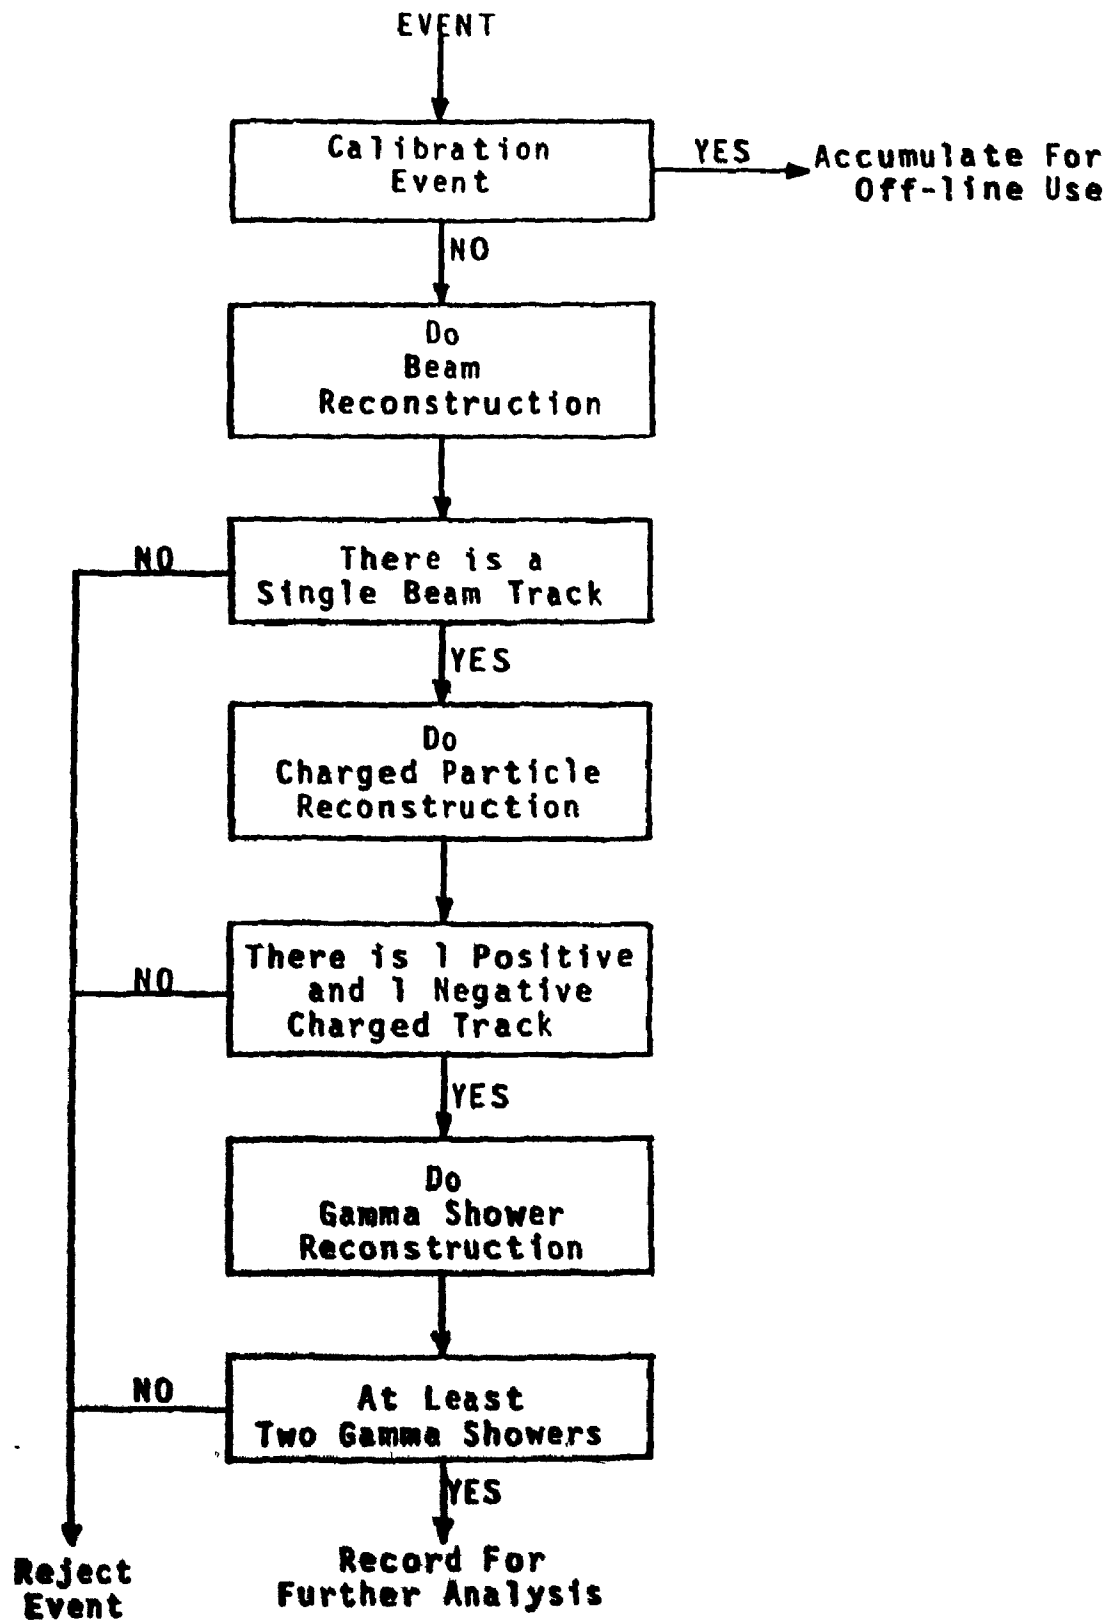 EVENT
Calibration
Event
YES
Accumulate For
Off-line Use
NO
Do
Beam
Reconstruction
NO
There is a
Single Beam Track
YES
Do
Charged Particle
Reconstruction
NO
There is 1 Positive
and 1 Negative
Charged Track
YES
Do
Gamma Shower
Reconstruction
NO
At Least
Two Gamma Showers
YES
Reject
Event
Record For
Further Analysis